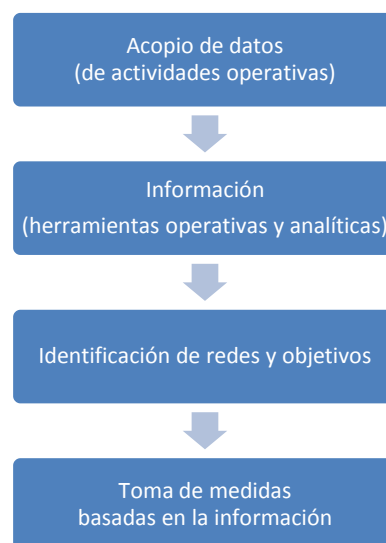 Acopio de datos
(de actividades operativas)
Información
(herramientas operativas y analíticas)
Identificación de redes y objetivos
Toma de medidas
basadas en la información